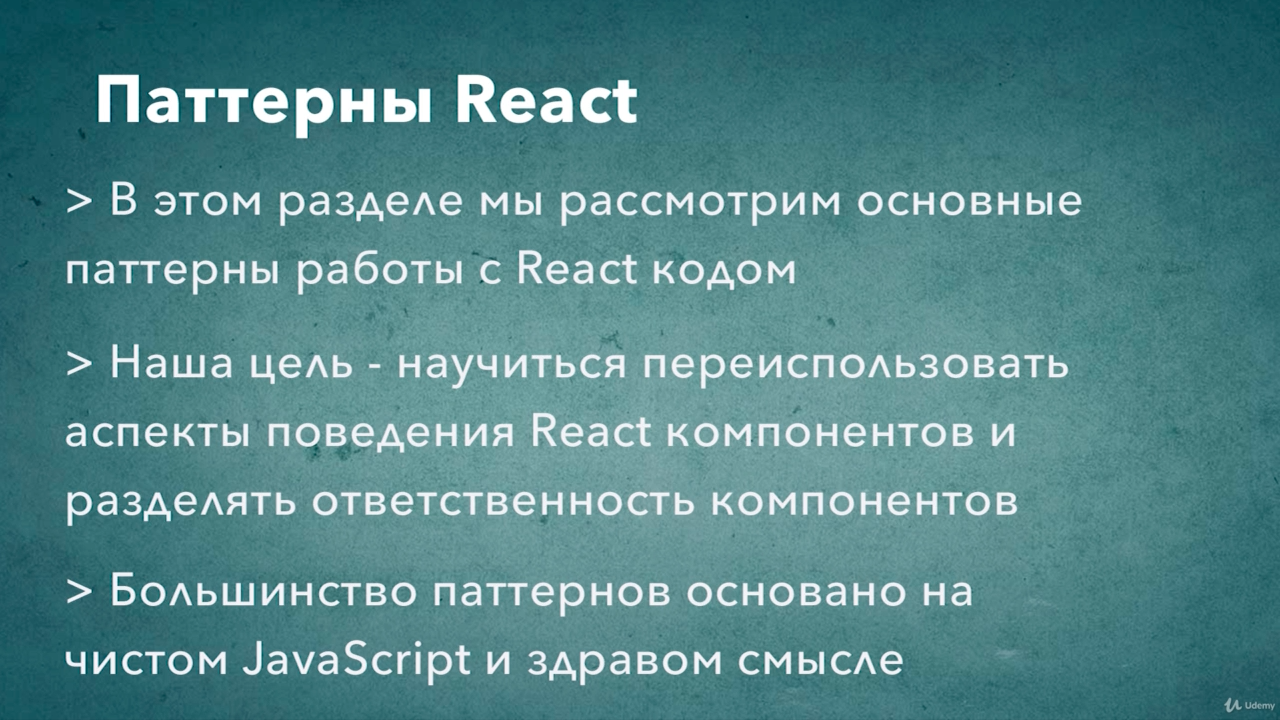 Паттерны React
> В этом разделе мы рассмотрим основные
паттерны работы с React кодом
> Наша цель - научиться переиспользовать
аспекты поведения React компонентов и
разделять ответственность компонентов
> Большинство паттернов основано на
чистом JavaScript и здравом смысле
Udemy